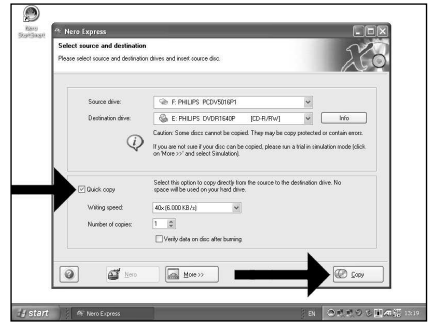 Nero
StartSmart
Nero Express
Select source and destination
Please select source and destination drives and insert source disc.
Source drive:
F: PHILIPS PCDV5016P1
Destination drive:
E: PHILIPS DVDR1640P [CD-R/RW]
Info
Caution: Some discs cannot be copied. They may be copy protected or contain errors.
If you are not sure if your disc can be copied, please run a trial in simulation mode (click
on 'More >>' and select Simulation).
Quick copy
Select this option to copy directly from the source to the destination drive. No
space will be used on your hard drive.
Writing speed:
40x (6.000 KB/s)
Number of copies:
1
Verify data on disc after burning
Nero
More >>
Copy
start
Nero Express
EN
13:19